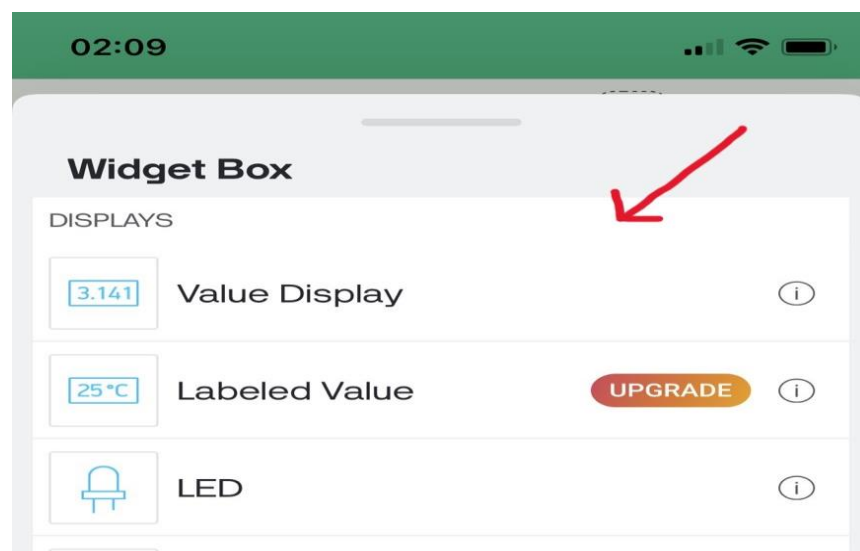 02:09
Widget Box
DISPLAYS
3.141 Value Display
25°C Labeled Value UPGRADE
LED